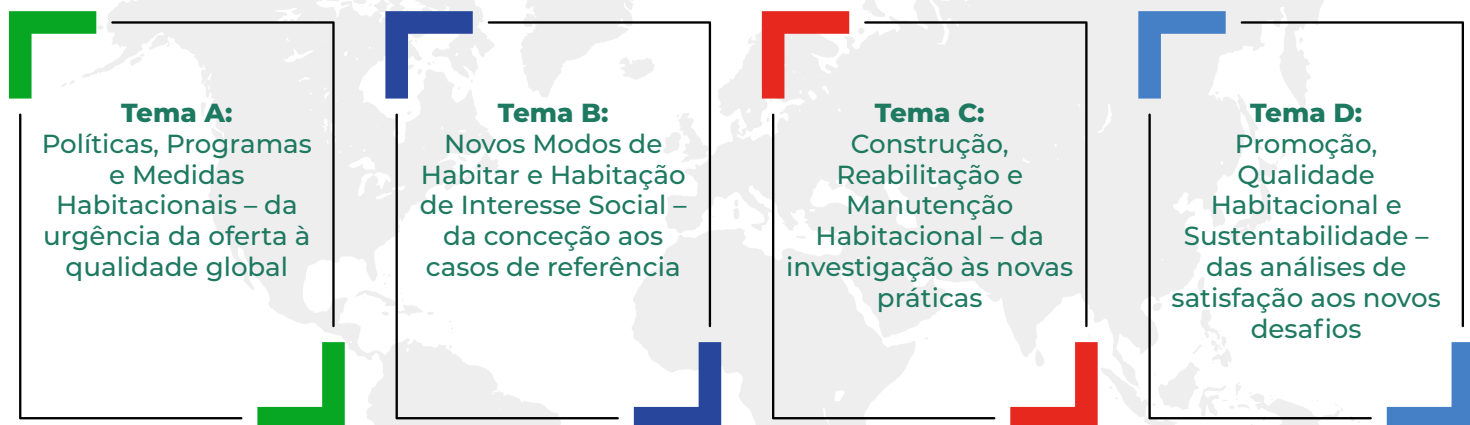 Tema A:
Políticas, Programas
e Medidas
Habitacionais – da
urgência da oferta à
qualidade global
Tema B:
Novos Modos de
Habitar e Habitação
de Interesse Social –
da conceção aos
casos de referência
Tema C:
Construção,
Reabilitação e
Manutenção
Habitacional – da
investigação às novas
práticas
Tema D:
Promoção,
Qualidade
Habitacional e
Sustentabilidade –
das análises de
satisfação aos novos
desafios